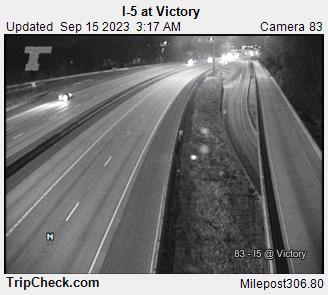 I-5 at Victory
Updated Sep 15 2023 3:17 AM Camera 83
T
N
83 - I5 @ Victory
TripCheck.com Milepost306.80